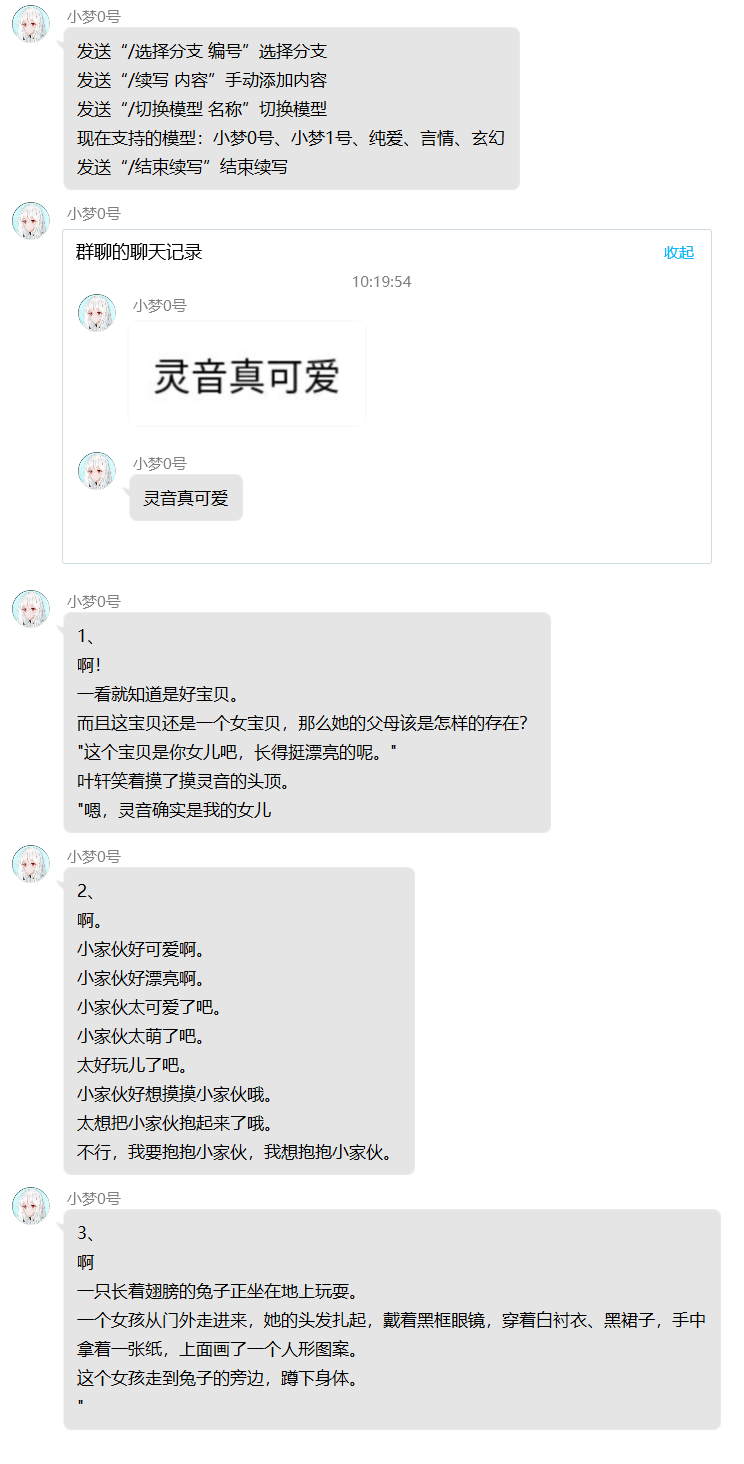 小梦0号
发送“/选择分支 编号”选择分支
发送“/续写 内容”手动添加内容
发送“/切换模型 名称”切换模型
现在支持的模型：小梦0号、小梦1号、纯爱、言情、玄幻
发送“/结束续写”结束续写
小梦0号
群聊的聊天记录
收起
10:19:54
小梦0号
灵音真可爱
小梦0号
灵音真可爱
小梦0号
1、
啊！
一看就知道是好宝贝。
而且这宝贝还是一个女宝贝，那么她的父母该是怎样的存在？
"这个宝贝是你女儿吧，长得挺漂亮的呢。"
叶轩笑着摸了摸灵音的头顶。
"嗯，灵音确实是我的女儿
小梦0号
2、
啊。
小家伙好可爱啊。
小家伙好漂亮啊。
小家伙太可爱了吧。
小家伙太萌了吧。
太好玩儿了吧。
小家伙好想摸摸小家伙哦。
太想把小家伙抱起来了哦。
不行，我要抱抱小家伙，我想抱抱小家伙。
小梦0号
3、
啊
一只长着翅膀的兔子正坐在地上玩耍。
一个女孩从门外走进来，她的头发扎起，戴着黑框眼镜，穿着白衬衣、黑裙子，手中
拿着一张纸，上面画了一个人形图案。
这个女孩走到兔子的旁边，蹲下身体。
"